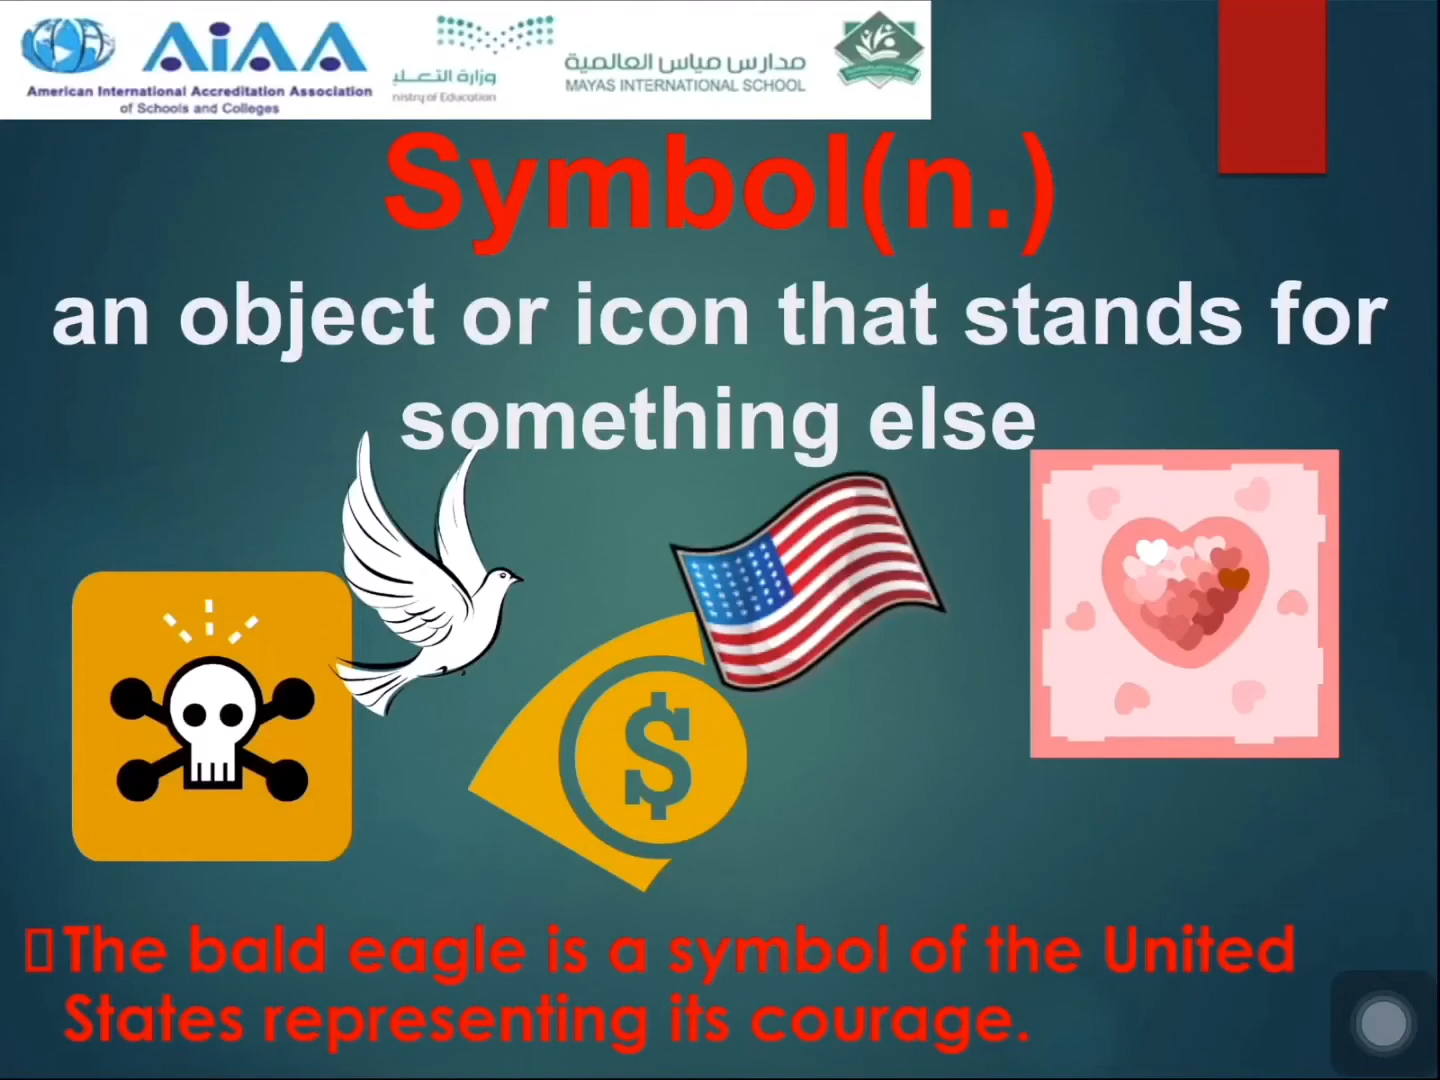 AiAA
American International Accreditation Association
of Schools and Colleges
وزارة التعلي
nistry of Education
مدارس مياس العالمية
MAYAS INTERNATIONAL SCHOOL
Symbol(n.)
an object or icon that stands for
something else
$
The bald eagle is a symbol of the United
States representing its courage.